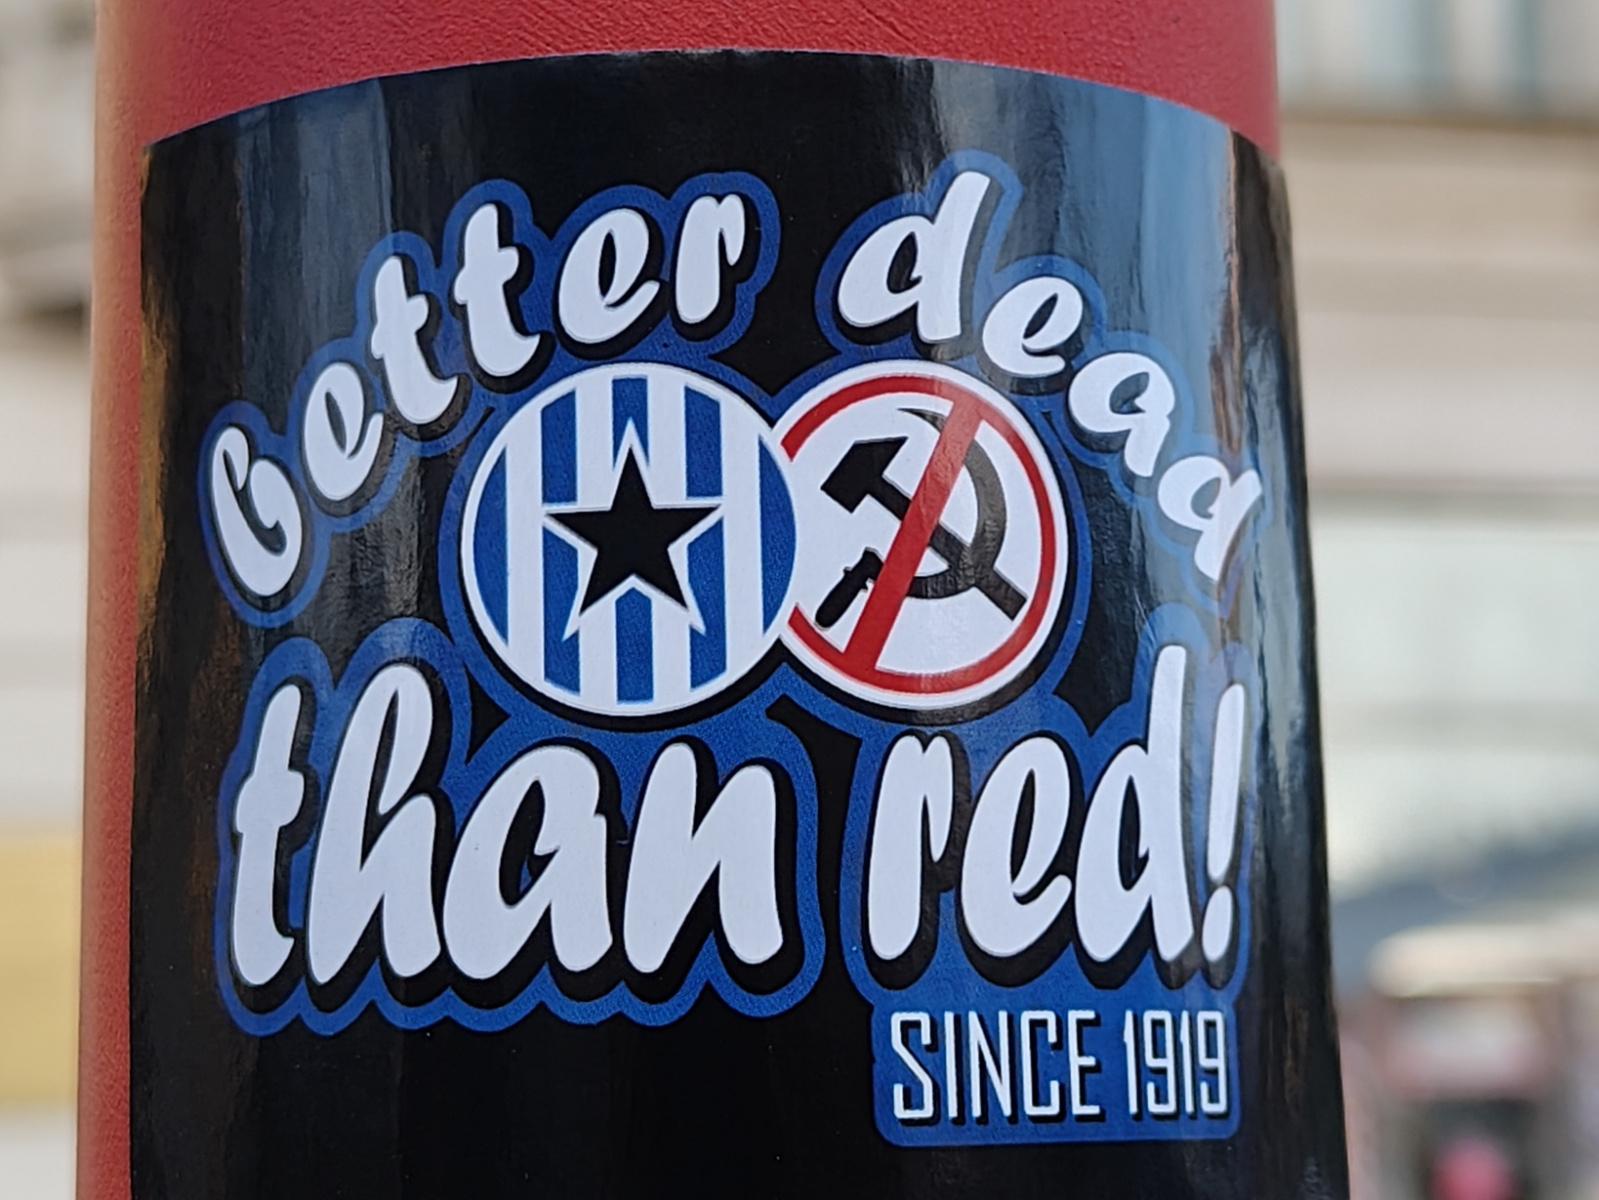 Better dead
than red!
SINCE 1919